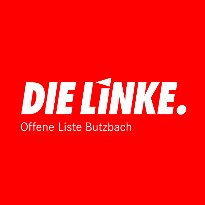 DIE LINKE.
Offene Liste Butzbach